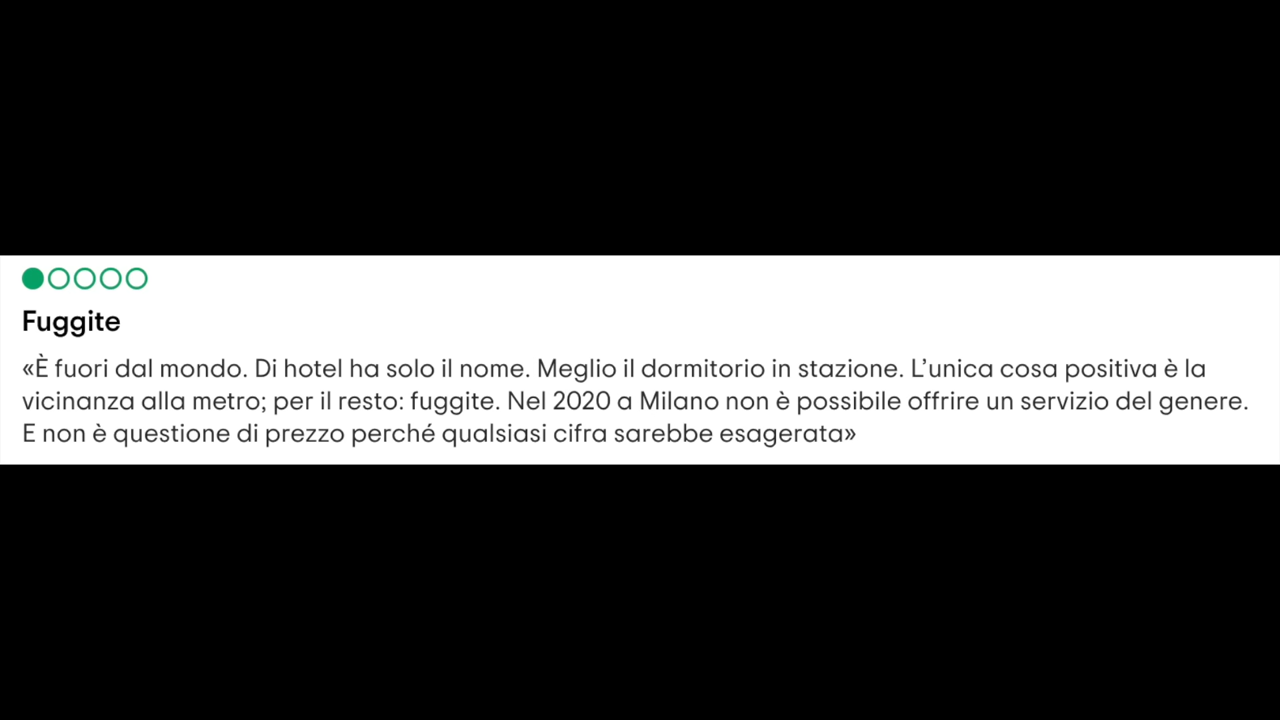 Fuggite
«È fuori dal mondo. Di hotel ha solo il nome. Meglio il dormitorio in stazione. L’unica cosa positiva è la
vicinanza alla metro; per il resto: fuggite. Nel 2020 a Milano non è possibile offrire un servizio del genere.
E non è questione di prezzo perché qualsiasi cifra sarebbe esagerata»